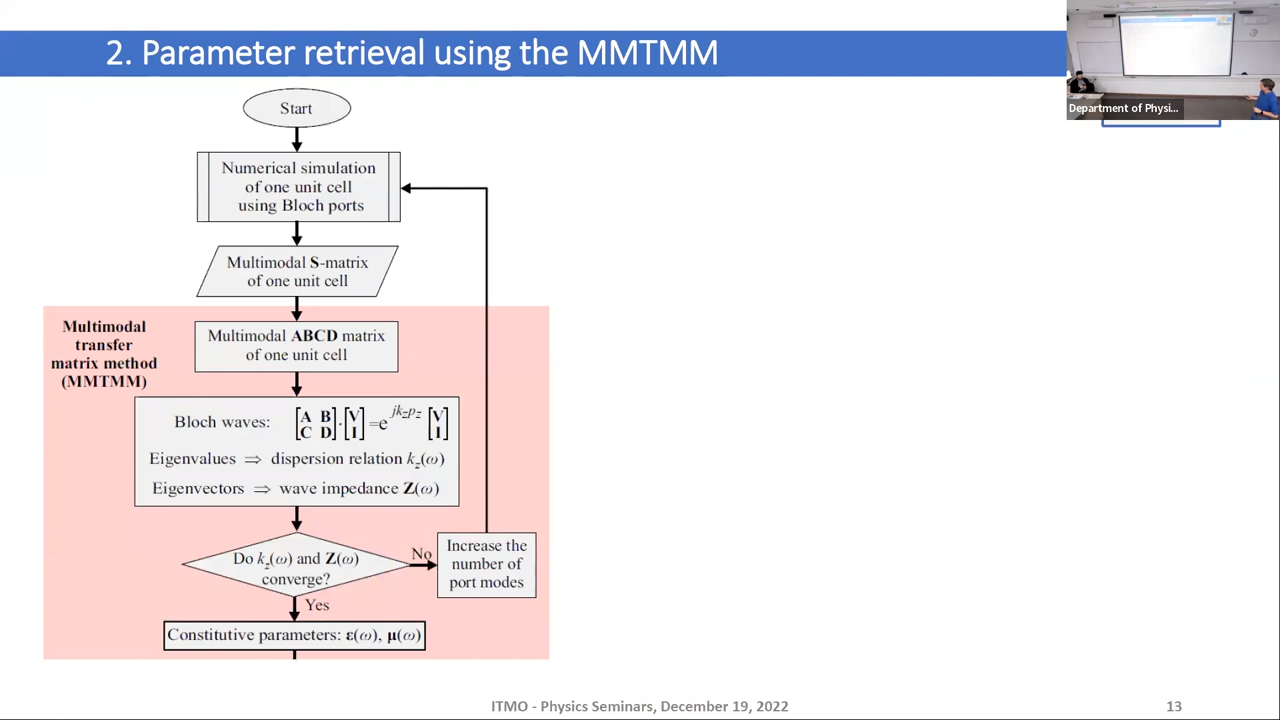 2. Parameter retrieval using the MMTMM
Department of Physi...
Start
Numerical simulation
of one unit cell
using Bloch ports
Multimodal S-matrix
of one unit cell
Multimodal
transfer
matrix method
(MMTMM)
Multimodal ABCD matrix
of one unit cell
Bloch waves: [A B C D]·[V I] = e^{jk_z p_z} [V I]
Eigenvalues ⇒ dispersion relation k_z(ω)
Eigenvectors ⇒ wave impedance Z(ω)
Do k_z(ω) and Z(ω)
converge?
No
Increase the
number of
port modes
Yes
Constitutive parameters: ε(ω), μ(ω)
ITMO - Physics Seminars, December 19, 2022
13